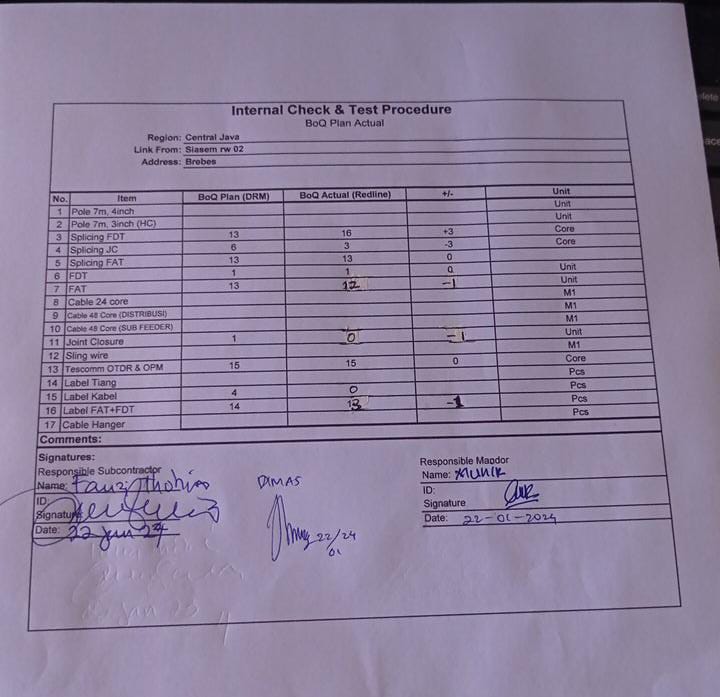 Internal Check & Test Procedure
BoQ Plan Actual
Region: Central Java
Link From: Siasem rw 02
Address: Brebes
No. Item BoQ Plan (DRM) BoQ Actual (Redline) +/- Unit
1 Pole 7m, 4inch Unit
2 Pole 7m, 3inch (HC) Unit
3 Splicing FDT 13 16 +3 Core
4 Splicing JC 6 3 -3 Core
5 Splicing FAT 13 13 0
6 FDT 1 1 0 Unit
7 FAT 13 12 -1 Unit
8 Cable 24 core M1
9 Cable 48 Core (DISTRIBUSI) M1
10 Cable 48 Core (SUB FEEDER) M1
11 Joint Closure 1 0 -1 Unit
12 Sling wire M1
13 Tescomm OTDR & OPM 15 15 0 Core
14 Label Tiang Pcs
15 Label Kabel 4 0 Pcs
16 Label FAT+FDT 14 13 -1 Pcs
17 Cable Hanger Pcs
Comments:
Signatures:
Responsible Subcontractor
Name:
ID:
Signature
Date: 22 Jan 24
DIMAS
22/24
01
Responsible Mandor
Name: MUNIR
ID:
Signature
Date: 22-01-2024